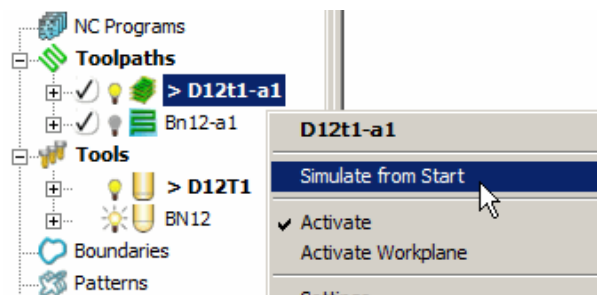 NC Programs
Toolpaths
> D12t1-a1
Bn12-a1
Tools
> D12T1
BN12
Boundaries
Patterns
D12t1-a1
Simulate from Start
Activate
Activate Workplane